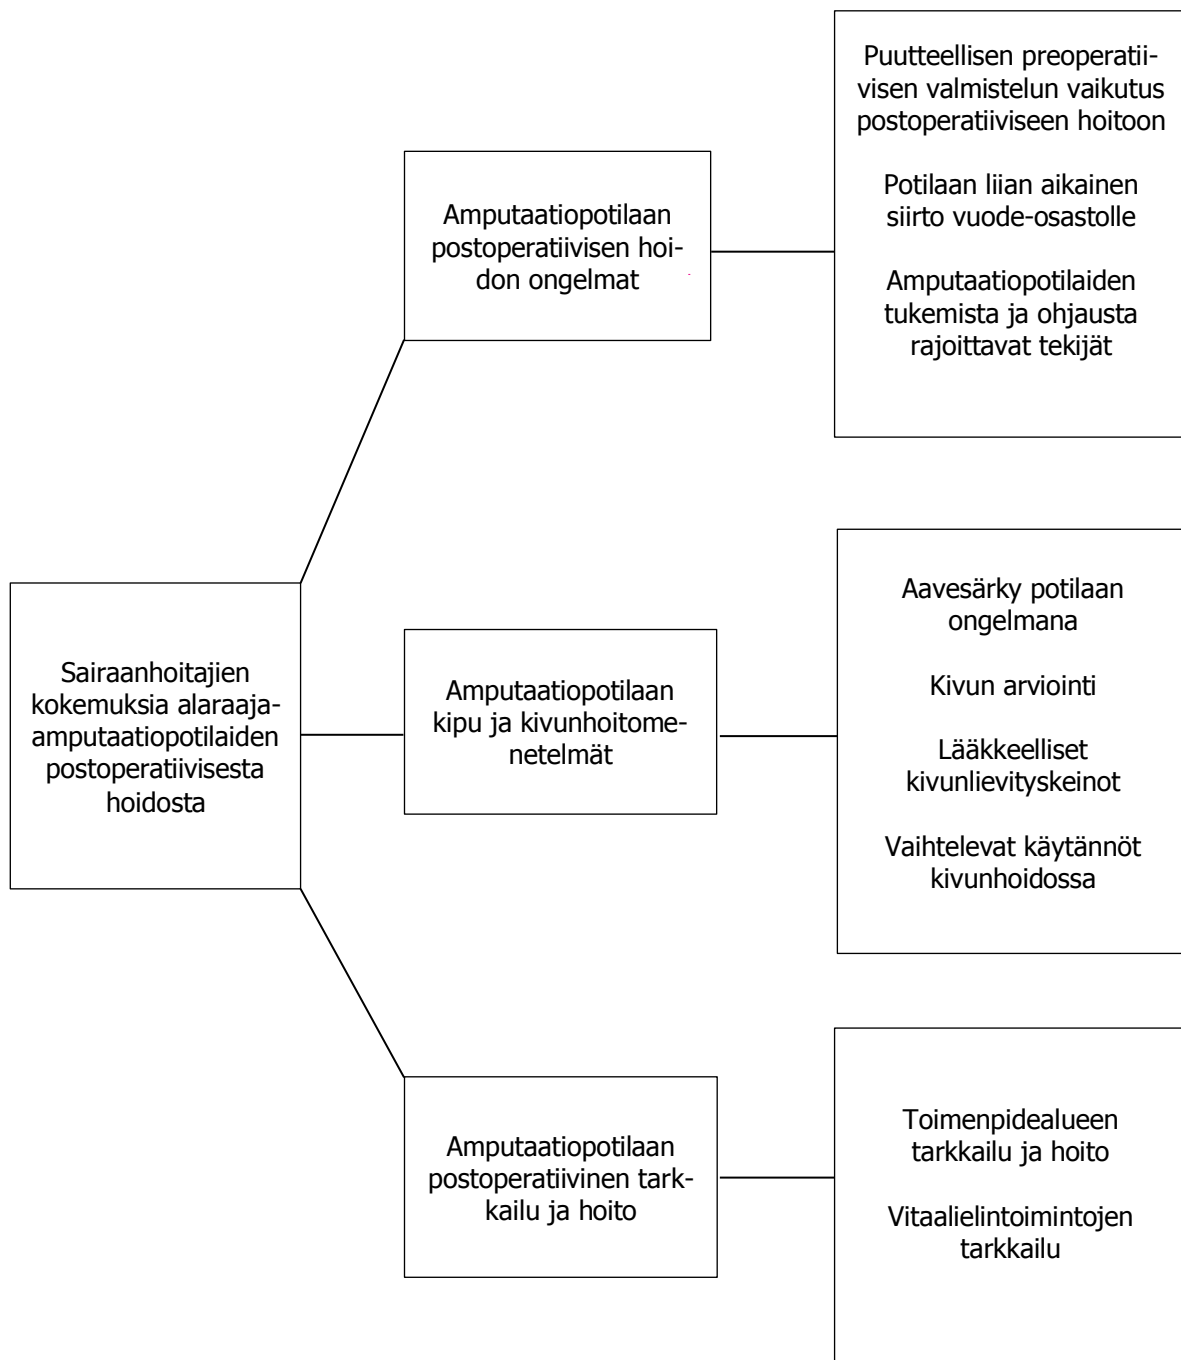 Puutteellisen preoperatii-
visen valmistelun vaikutus
postoperatiiviseen hoitoon
Potilaan liian aikainen
siirto vuode-osastolle
Amputaatiopotilaiden
tukemista ja ohjausta
rajoittavat tekijät
Amputaatiopotilaan
postoperatiivisen hoi-
don ongelmat
Sairaanhoitajien
kokemuksia alaraaja-
amputaatiopotilaiden
postoperatiivisesta
hoidosta
Amputaatiopotilaan
kipu ja kivunhoitome-
netelmät
Aavesärky potilaan
ongelmana
Kivun arviointi
Lääkkeelliset
kivunlievityskeinot
Vaihtelevat käytännöt
kivunhoidossa
Amputaatiopotilaan
postoperatiivinen tark-
kailu ja hoito
Toimenpidealueen
tarkkailu ja hoito
Vitaalielintoimintojen
tarkkailu